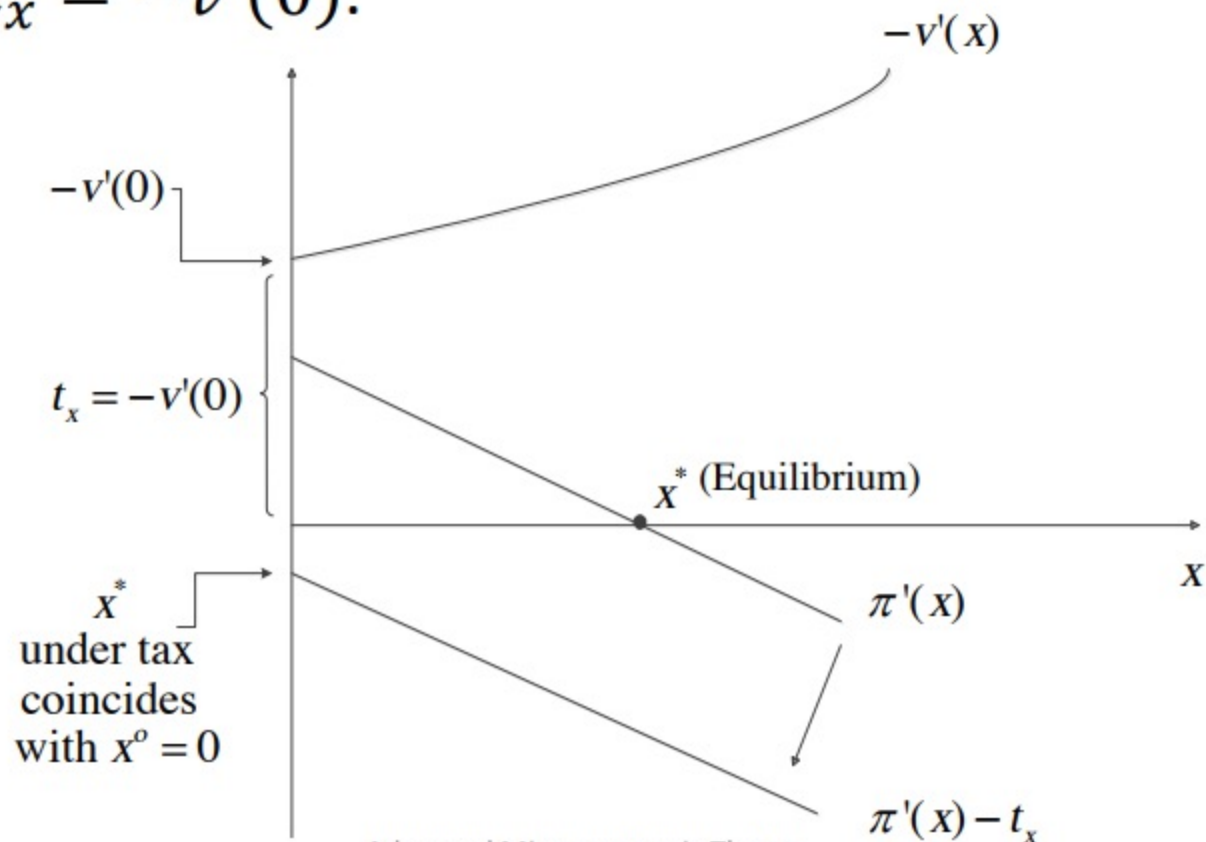 −v'(x)
−v'(0)
t_x = −v'(0)
x* (Equilibrium)
x
π'(x)
x*
under tax
coincides
with x° = 0
π'(x) − t_x